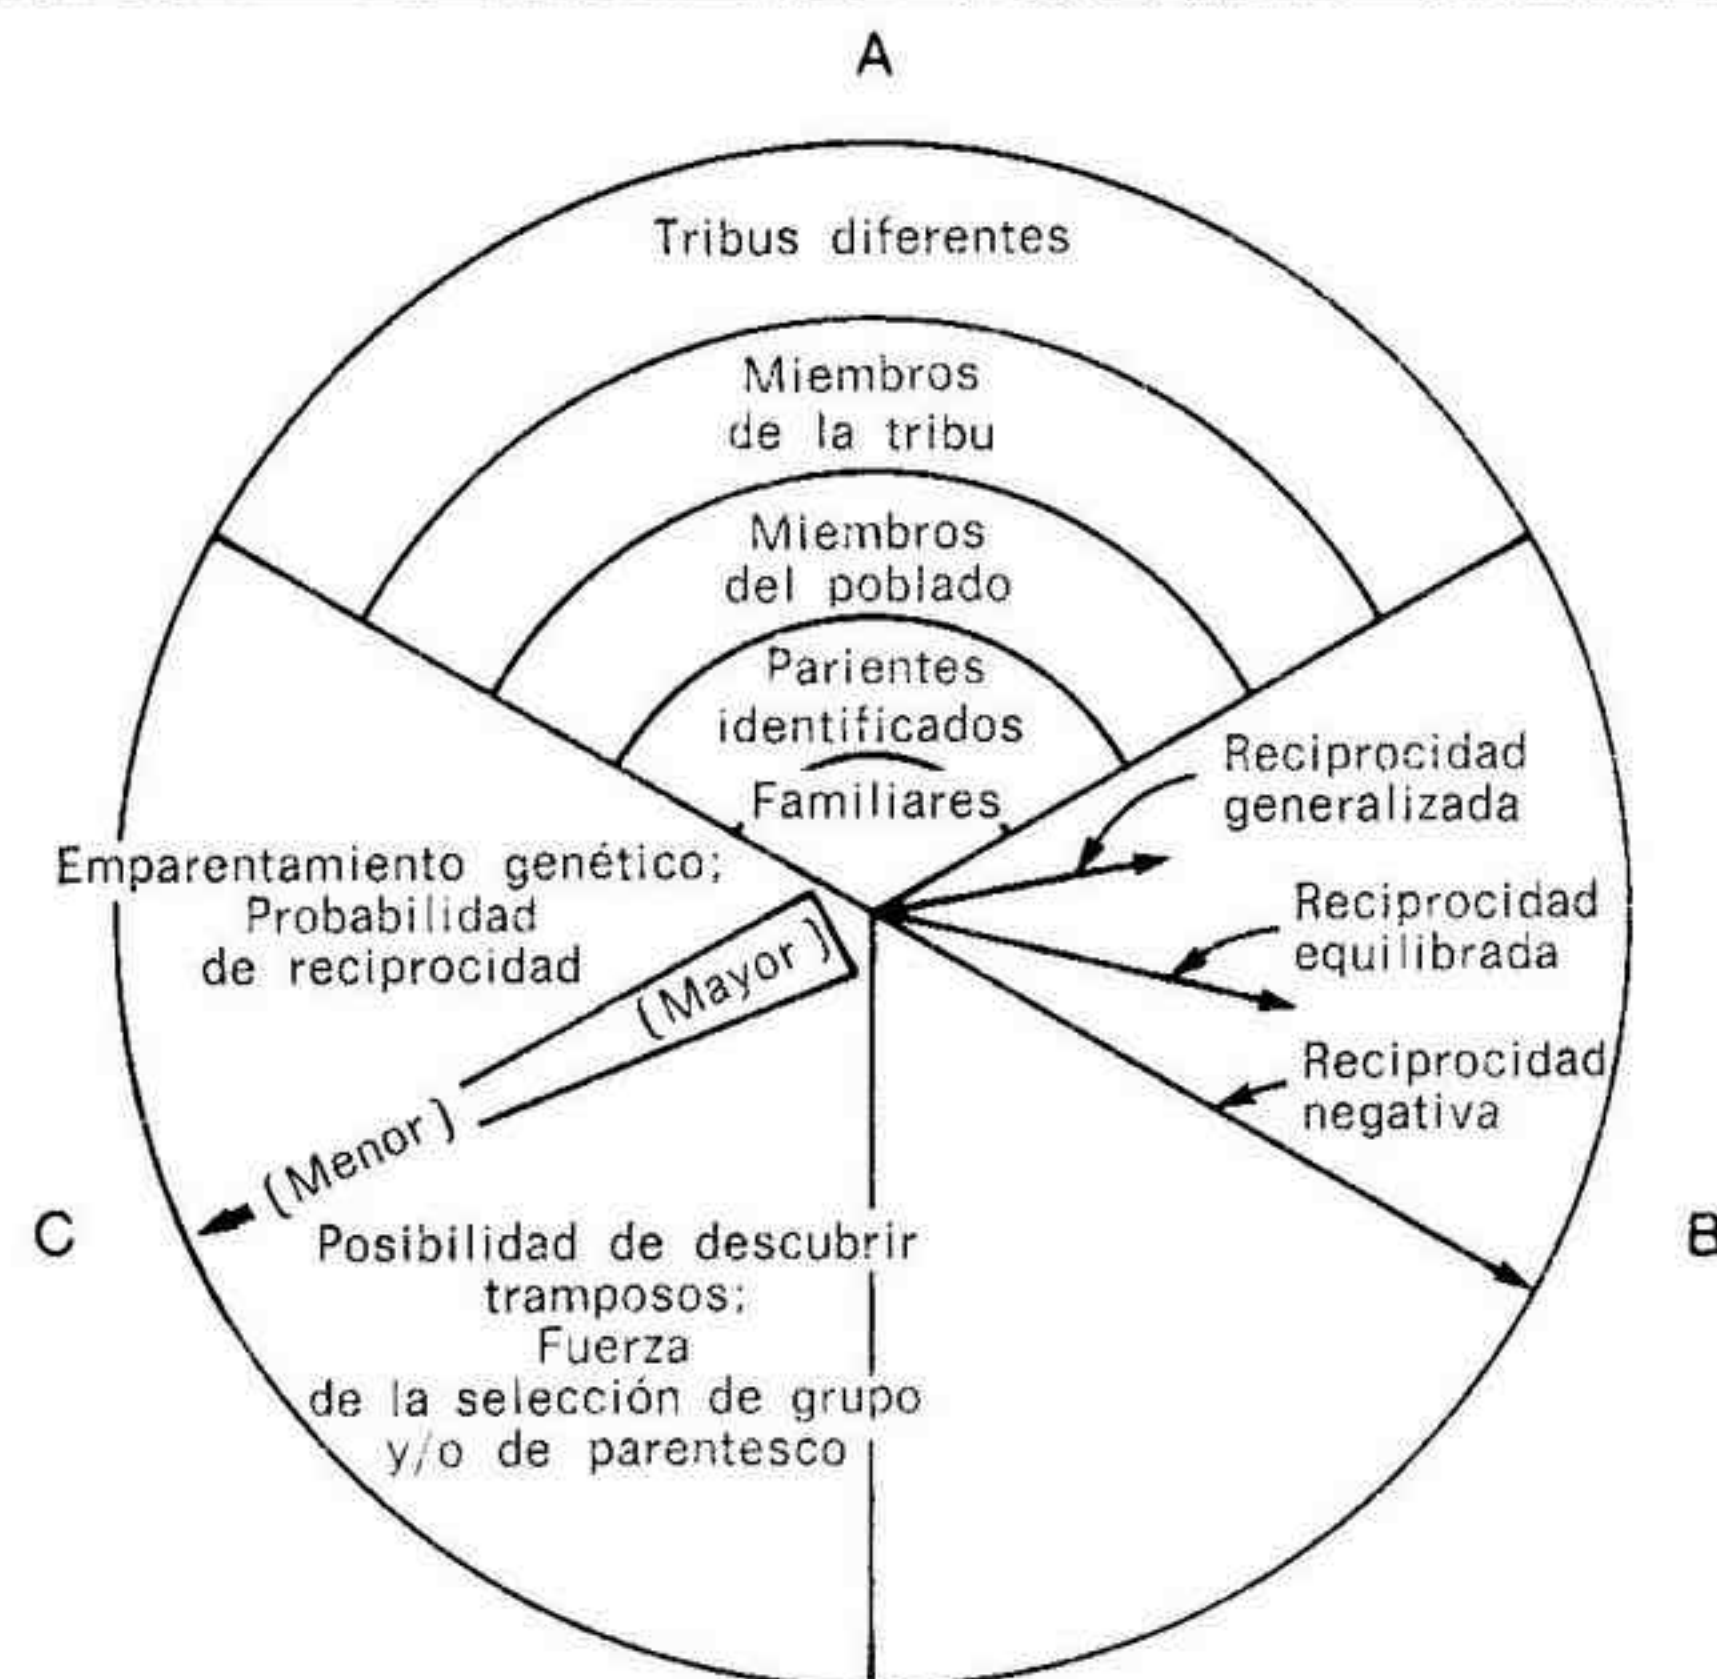 A
Tribus diferentes
Miembros
de la tribu
Miembros
del poblado
Parientes
identificados
Familiares
Reciprocidad
generalizada
Reciprocidad
equilibrada
Reciprocidad
negativa
B
Emparentamiento genético;
Probabilidad
de reciprocidad
(Mayor)
(Menor)
C
Posibilidad de descubrir
tramposos;
Fuerza
de la selección de grupo
y/o de parentesco